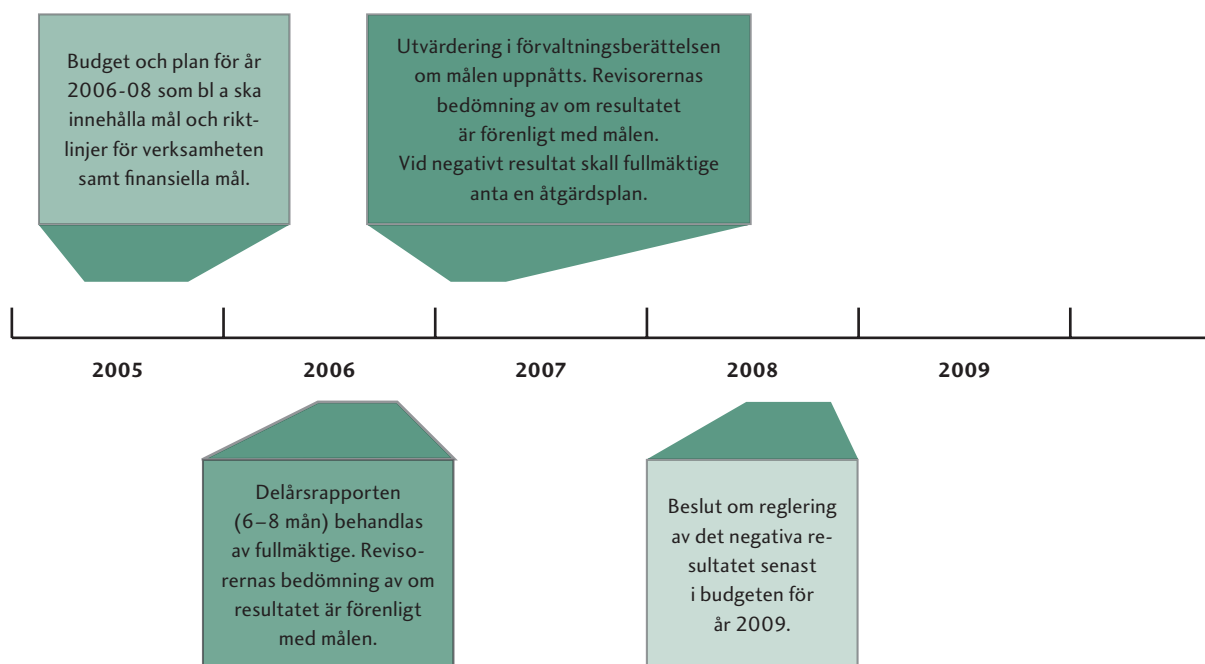 Budget och plan för år
2006-08 som bl a ska
innehålla mål och rikt-
linjer för verksamheten
samt finansiella mål.
Utvärdering i förvaltningsberättelsen
om målen uppnåtts. Revisorernas
bedömning av om resultatet
är förenligt med målen.
Vid negativt resultat skall fullmäktige
anta en åtgärdsplan.
2005
2006
2007
2008
2009
Delårsrapporten
(6–8 mån) behandlas
av fullmäktige. Reviso-
rernas bedömning av om
resultatet är förenligt
med målen.
Beslut om reglering
av det negativa re-
sultatet senast
i budgeten för
år 2009.